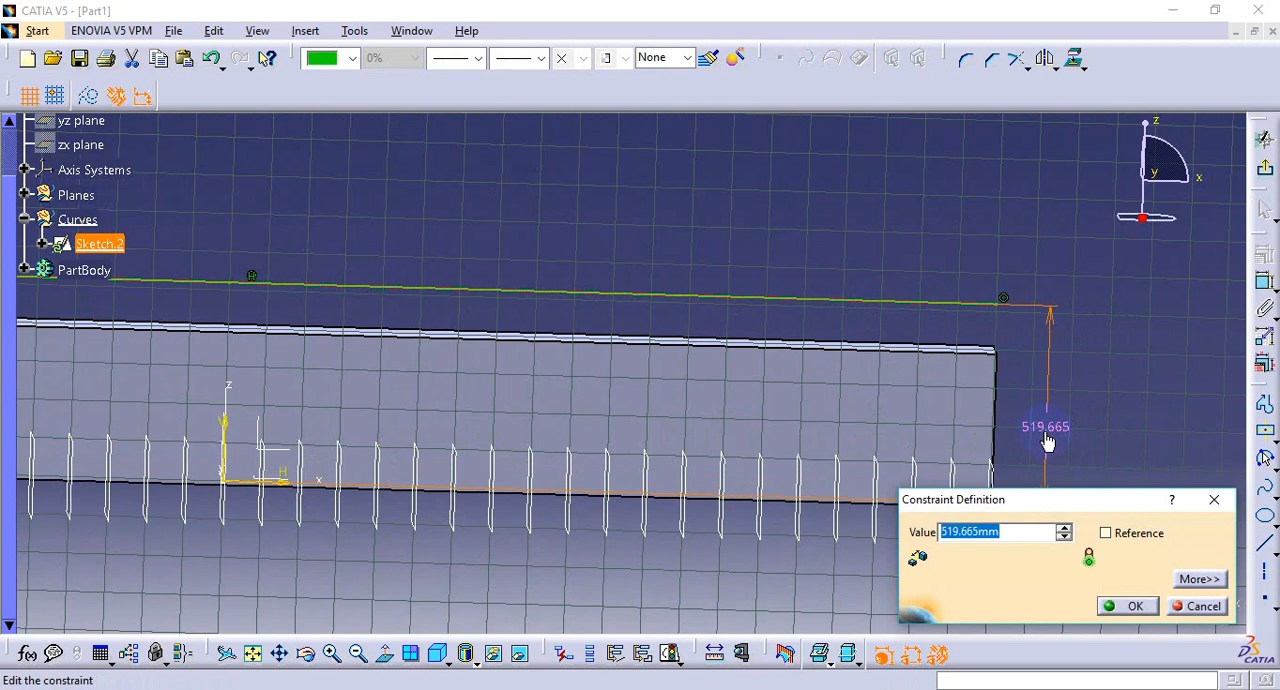 CATIA V5 - [Part1]
Start ENOVIA V5 VPM File Edit View Insert Tools Window Help
0% None
yz plane
z
zx plane
y x
Axis Systems
Planes
Curves
Sketch.2
PartBody
z
519.665
V
H
x
Constraint Definition ?
Value 519.665mm Reference
More>>
OK Cancel
f(x)
CATIA
Edit the constraint